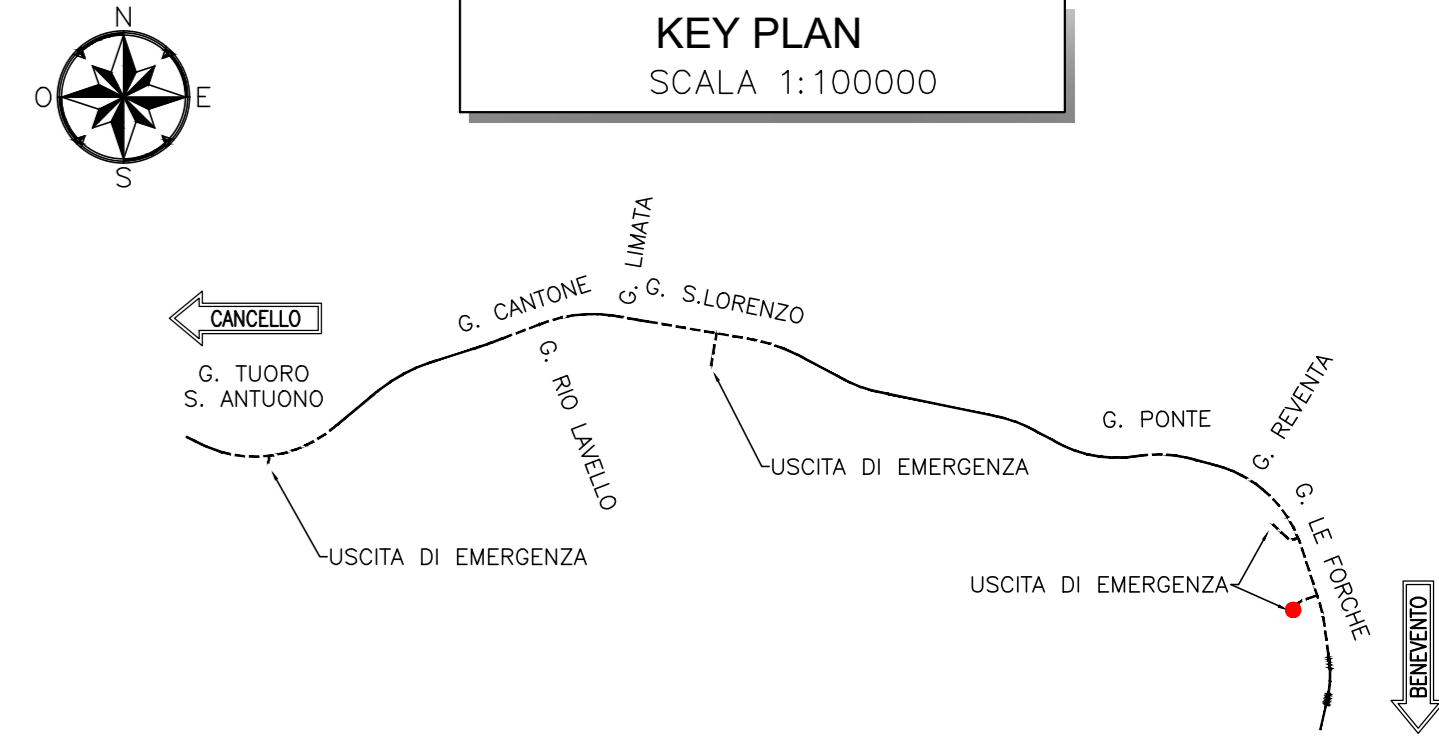 N
O
E
S
KEY PLAN
SCALA 1:100000
CANCELLO
G. TUORO
S. ANTUONO
G. CANTONE
G. LIMATA
G. S.LORENZO
G. RIO LAVELLO
USCITA DI EMERGENZA
USCITA DI EMERGENZA
G. PONTE
G. REVENTA
G. LE FORCHE
USCITA DI EMERGENZA
BENEVENTO